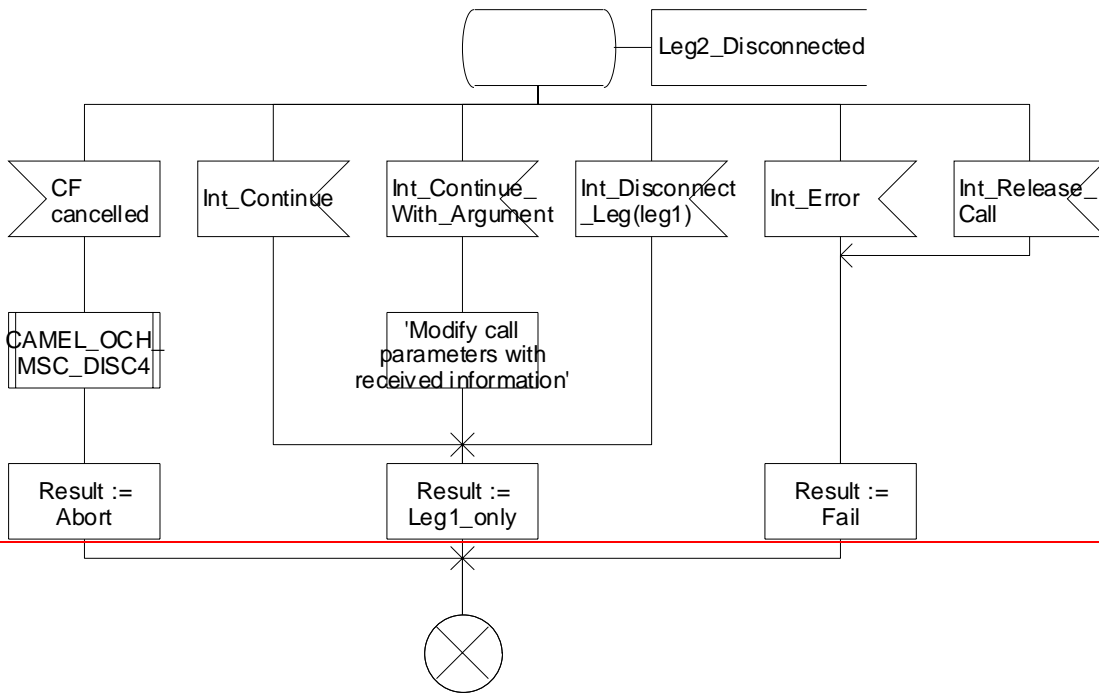 Leg2_Disconnected
CF
cancelled
Int_Continue
Int_Continue_
With_Argument
Int_Disconnect
_Leg(leg1)
Int_Error
Int_Release_
Call
CAMEL_OCH_
MSC_DISC4
'Modify call
parameters with
received information'
Result :=
Abort
Result :=
Leg1_only
Result :=
Fail